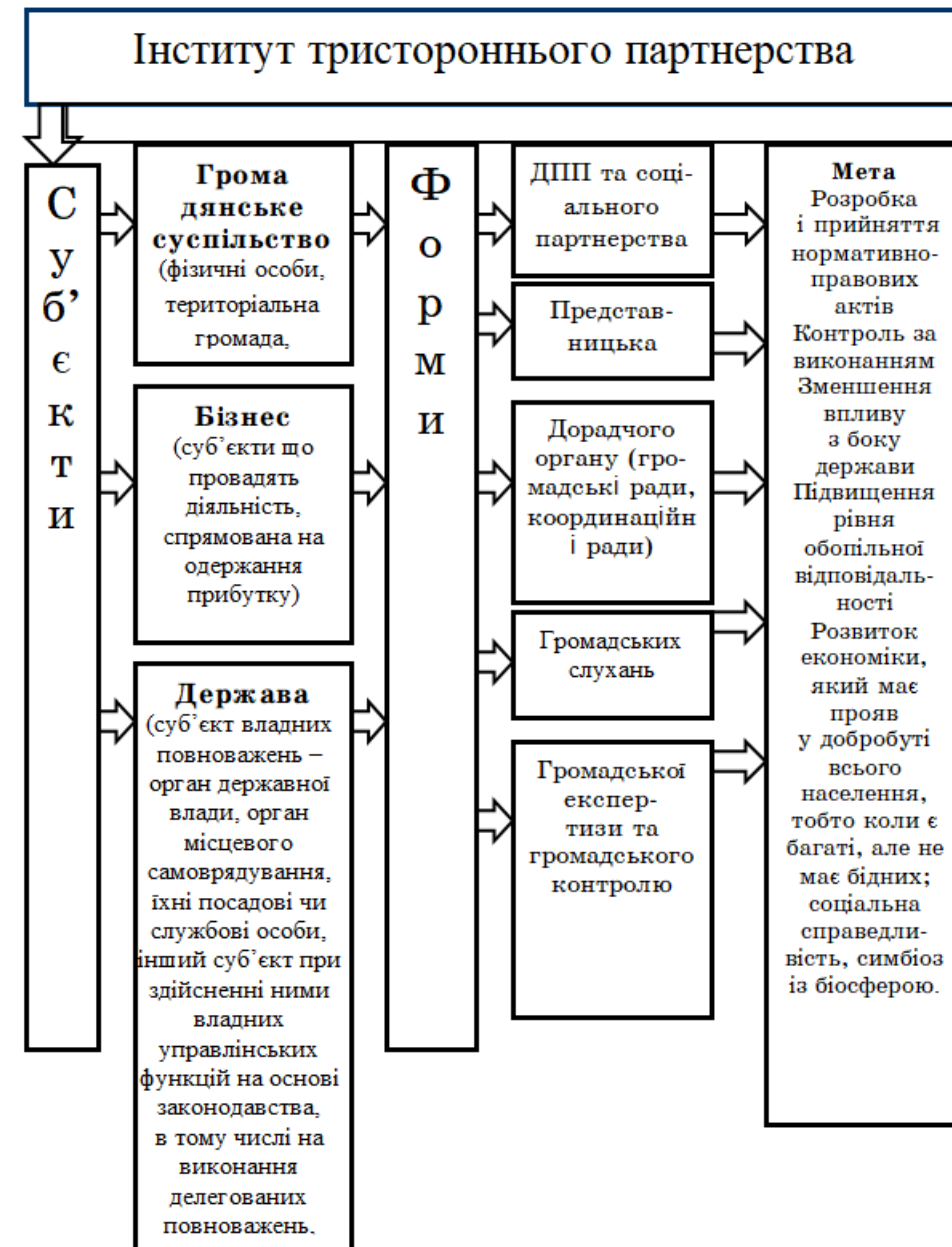 Інститут тристороннього партнерства
Суб’єкти
Грома
дянське
суспільство
(фізичні особи,
територіальна
громада,
Бізнес
(суб’єкти що
провадять
діяльність,
спрямована на
одержання
прибутку)
Держава
(суб’єкт владних
повноважень –
орган державної
влади, орган
місцевого
самоврядування,
їхні посадові чи
службові особи,
інший суб’єкт при
здійсненні ними
владних
управлінських
функцій на основі
законодавства,
в тому числі на
виконання
делегованих
повноважень.
Форми
ДПП та соці-
ального
партнерства
Представ-
ницька
Дорадчого
органу (гро-
мадські ради,
координаційн
і ради)
Громадських
слухань
Громадської
експер-
тизи та
громадського
контролю
Мета
Розробка
і прийняття
нормативно-
правових
актів
Контроль за
виконанням
Зменшення
впливу
з боку
держави
Підвищення
рівня
обопільної
відповідаль-
ності
Розвиток
економіки,
який має
прояв
у добробуті
всього
населення,
тобто коли є
багаті, але не
має бідних;
соціальна
справедли-
вість, симбіоз
із біосферою.